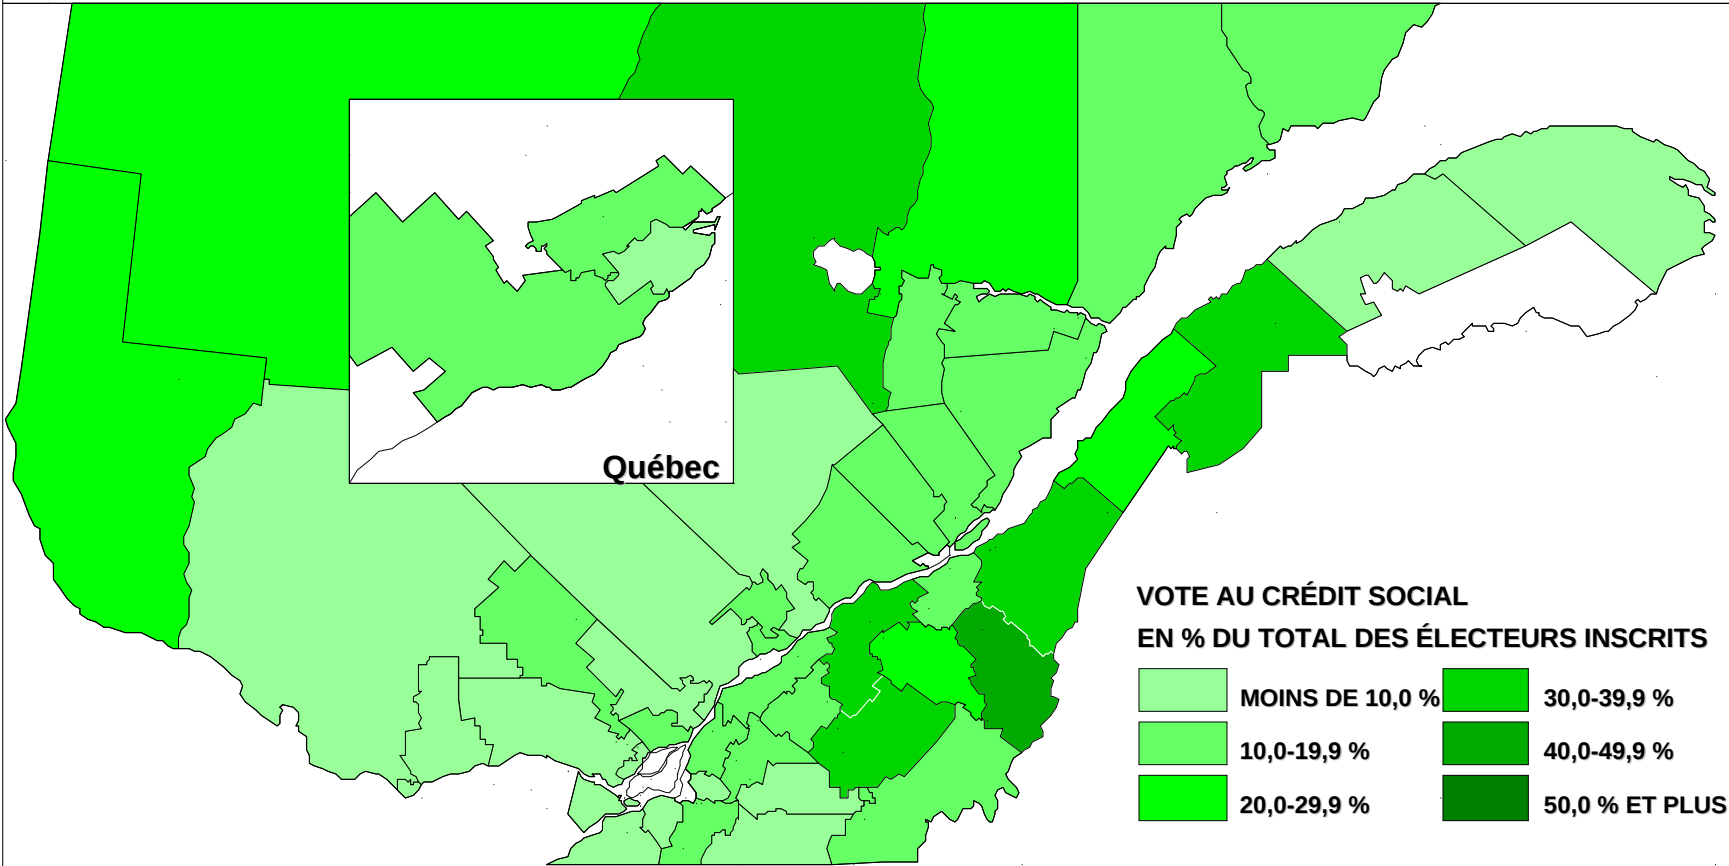 Québec
VOTE AU CRÉDIT SOCIAL
EN % DU TOTAL DES ÉLECTEURS INSCRITS
MOINS DE 10,0 %
10,0-19,9 %
20,0-29,9 %
30,0-39,9 %
40,0-49,9 %
50,0 % ET PLUS